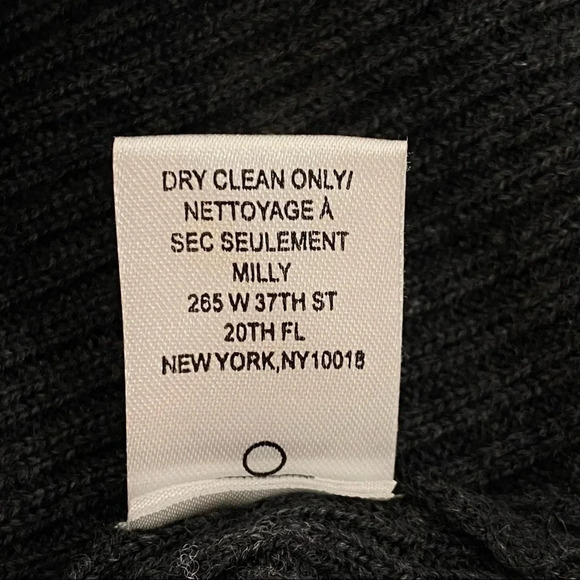 DRY CLEAN ONLY/
NETTOYAGE À
SEC SEULEMENT
MILLY
265 W 37TH ST
20TH FL
NEW YORK,NY10018